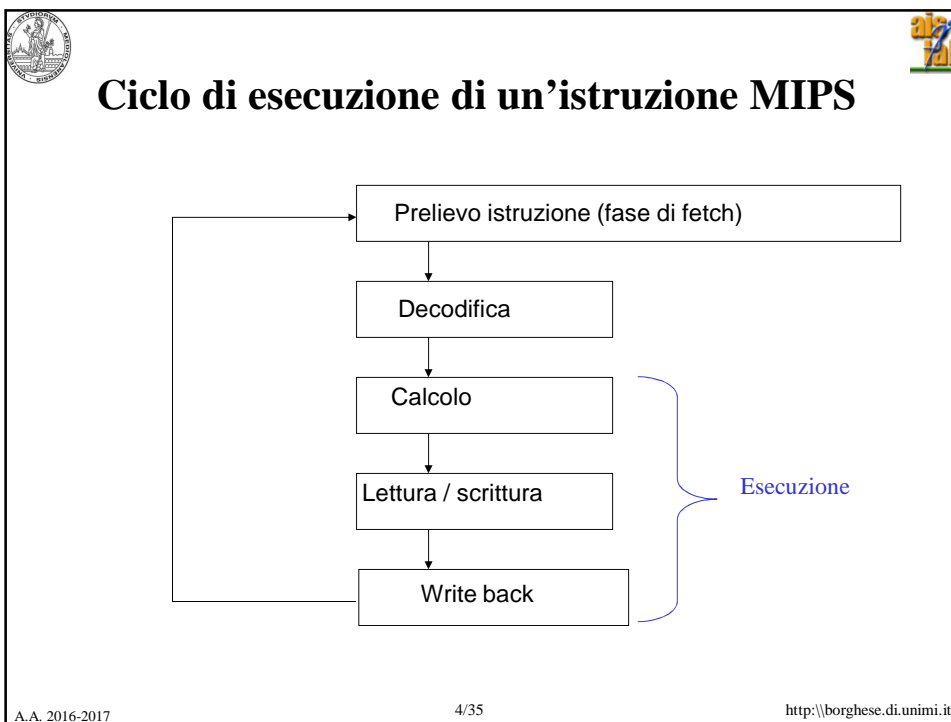 Ciclo di esecuzione di un'istruzione MIPS
Prelievo istruzione (fase di fetch)
Decodifica
Calcolo
Lettura / scrittura
Esecuzione
Write back
A.A. 2016-2017
4/35
http:\\borghese.di.unimi.it